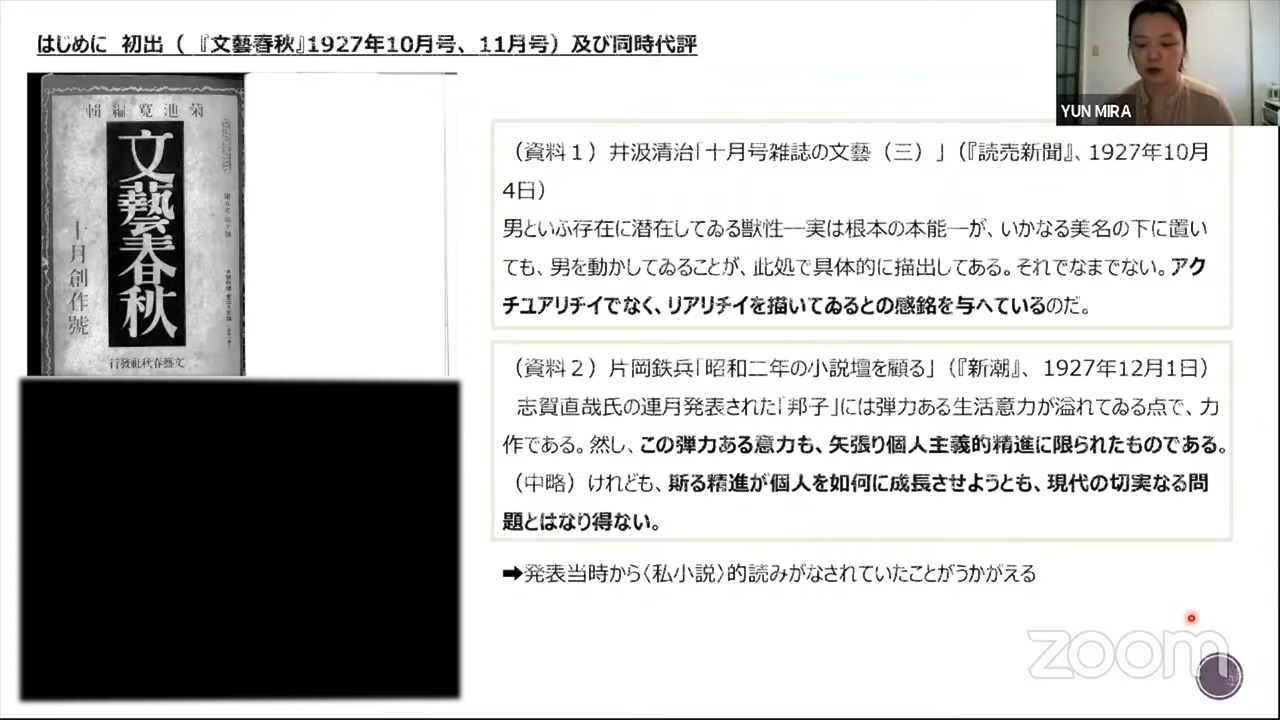 はじめに 初出(『文藝春秋』1927年10月号、11月号)及び同時代評
菊池寛編輯
文藝春秋
十月創作號
文藝春秋社發行
YUN MIRA
(資料1)井汲清治「十月号雑誌の文藝(三)」(『読売新聞』、1927年10月
4日)
男といふ存在に潜在してゐる獣性―実は根本の本能―が、いかなる美名の下に置い
ても、男を動かしてゐることが、此処で具体的に描出してある。それでなまでない。アク
チユアリチイでなく、リアリチイを描いてゐるとの感銘を与へているのだ。
(資料2)片岡鉄兵「昭和二年の小説壇を顧る」(『新潮』、1927年12月1日)
志賀直哉氏の連月発表された「邦子」には弾力ある生活意力が溢れてゐる点で、力
作である。然し、この弾力ある意力も、矢張り個人主義的精進に限られたものである。
(中略)けれども、斯る精進が個人を如何に成長させようとも、現代の切実なる問
題とはなり得ない。
➡発表当時から〈私小説〉的読みがなされていたことがうかがえる
zoom